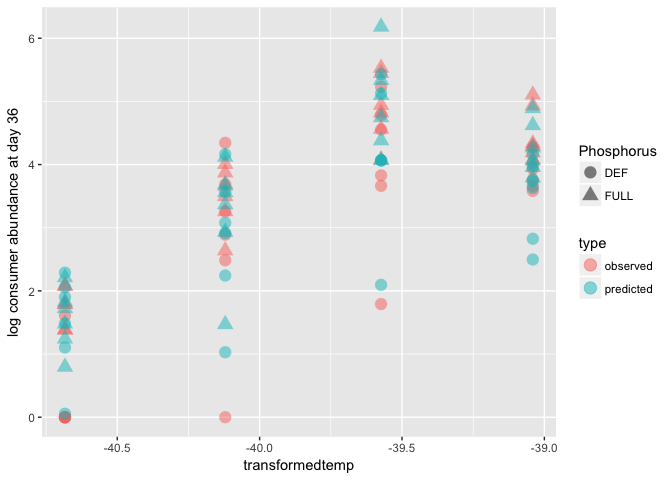 6
4
2
0
-40.5
-40.0
-39.5
-39.0
transformedtemp
log consumer abundance at day 36
Phosphorus
DEF
FULL
type
observed
predicted